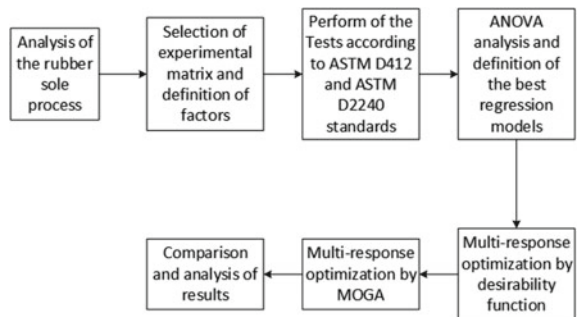 Analysis of
the rubber
sole
process
Selection of
experimental
matrix and
definition of
factors
Perform of the
Tests according
to ASTM D412
and ASTM
D2240
standards
ANOVA
analysis and
definition of
the best
regression
models
Multi-response
optimization by
desirability
function
Multi-response
optimization by
MOGA
Comparison
and analysis of
results